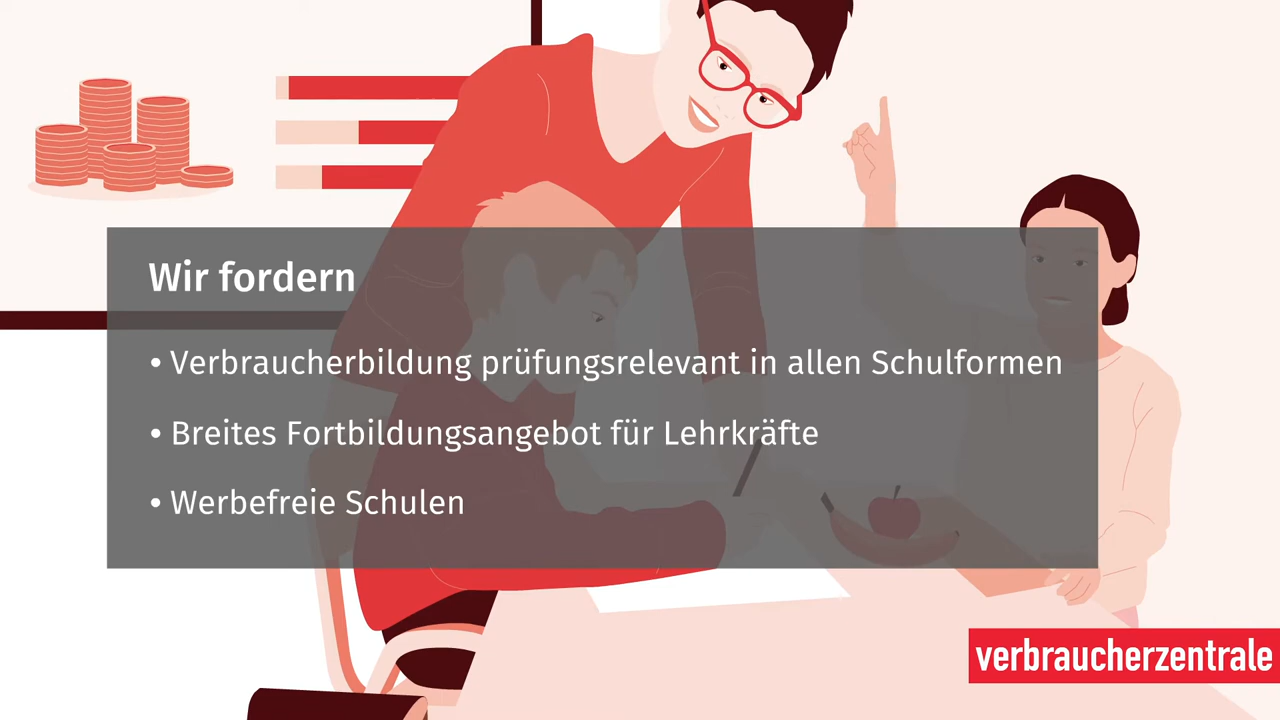 Wir fordern
• Verbraucherbildung prüfungsrelevant in allen Schulformen
• Breites Fortbildungsangebot für Lehrkräfte
• Werbefreie Schulen
verbraucherzentrale